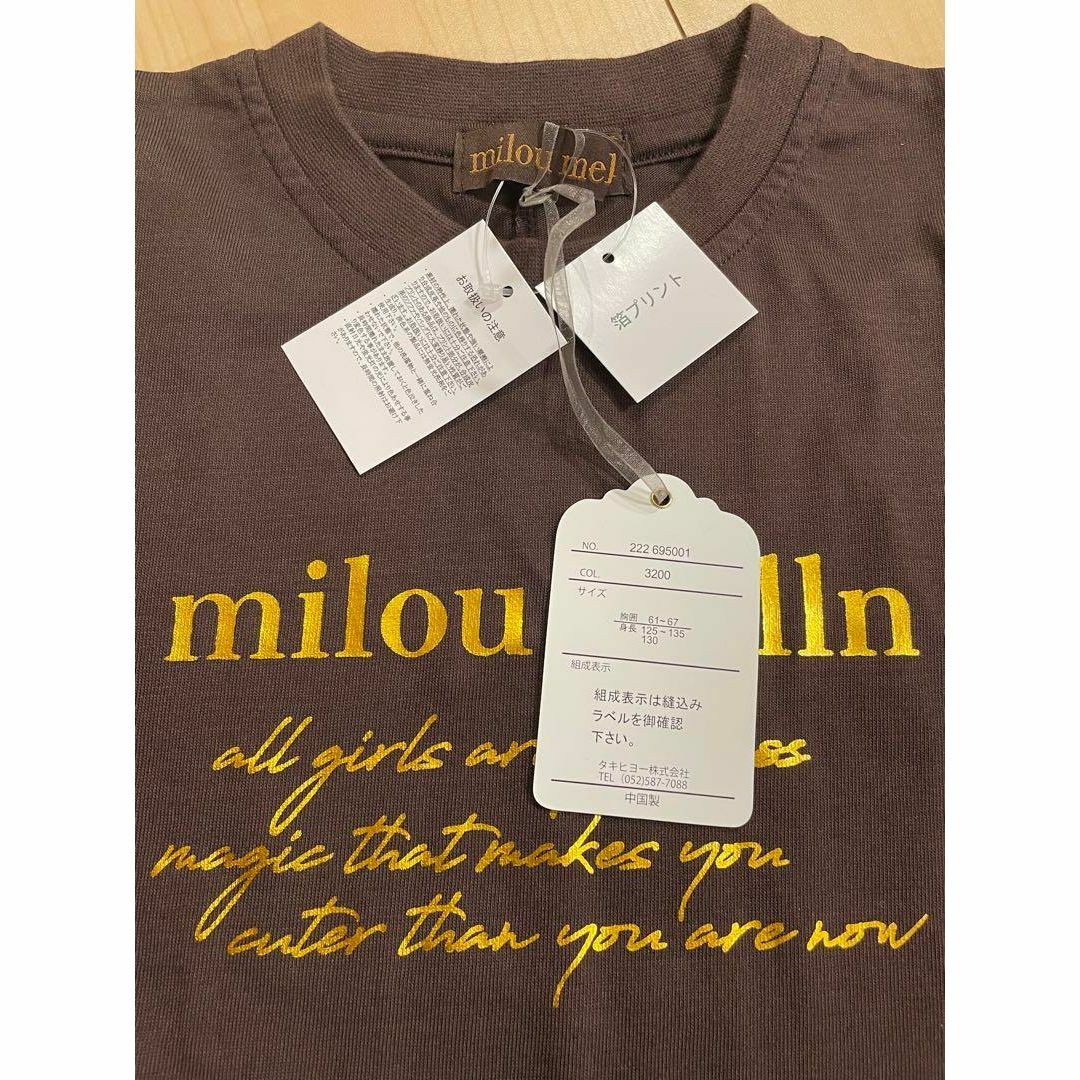 milou mel
お取扱いの注意
箔プリント
NO. 222 695001
COL. 3200
サイズ
胸囲 61~67
身長 125~135
130
組成表示
組成表示は縫込み
ラベルを御確認
下さい。
タキヒヨー株式会社
TEL (052)587-7088
中国製
milou lln
all girls ar ss
magic that makes you
cuter than you are now